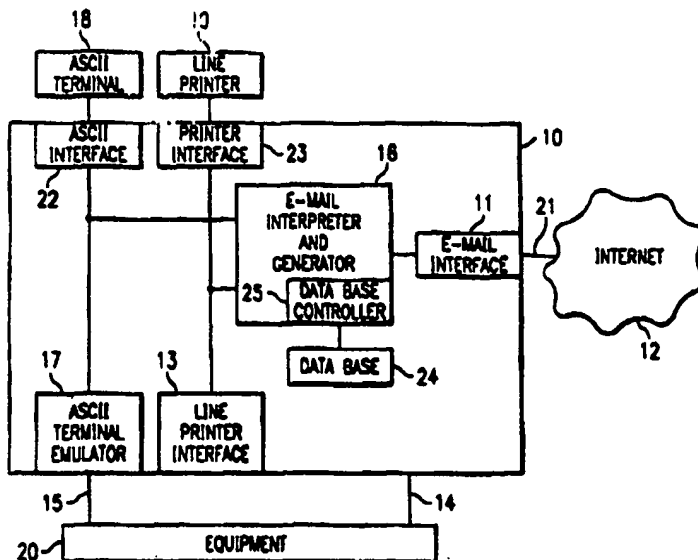 18
10
ASCII
TERMINAL
LINE
PRINTER
ASCII
INTERFACE
PRINTER
INTERFACE
23
10
22
16
E-MAIL
INTERPRETER
AND
GENERATOR
11
E-MAIL
INTERFACE
21
INTERNET
12
25
DATA BASE
CONTROLLER
DATA BASE
24
17
ASCII
TERMINAL
EMULATOR
13
LINE
PRINTER
INTERFACE
15
14
20
EQUIPMENT